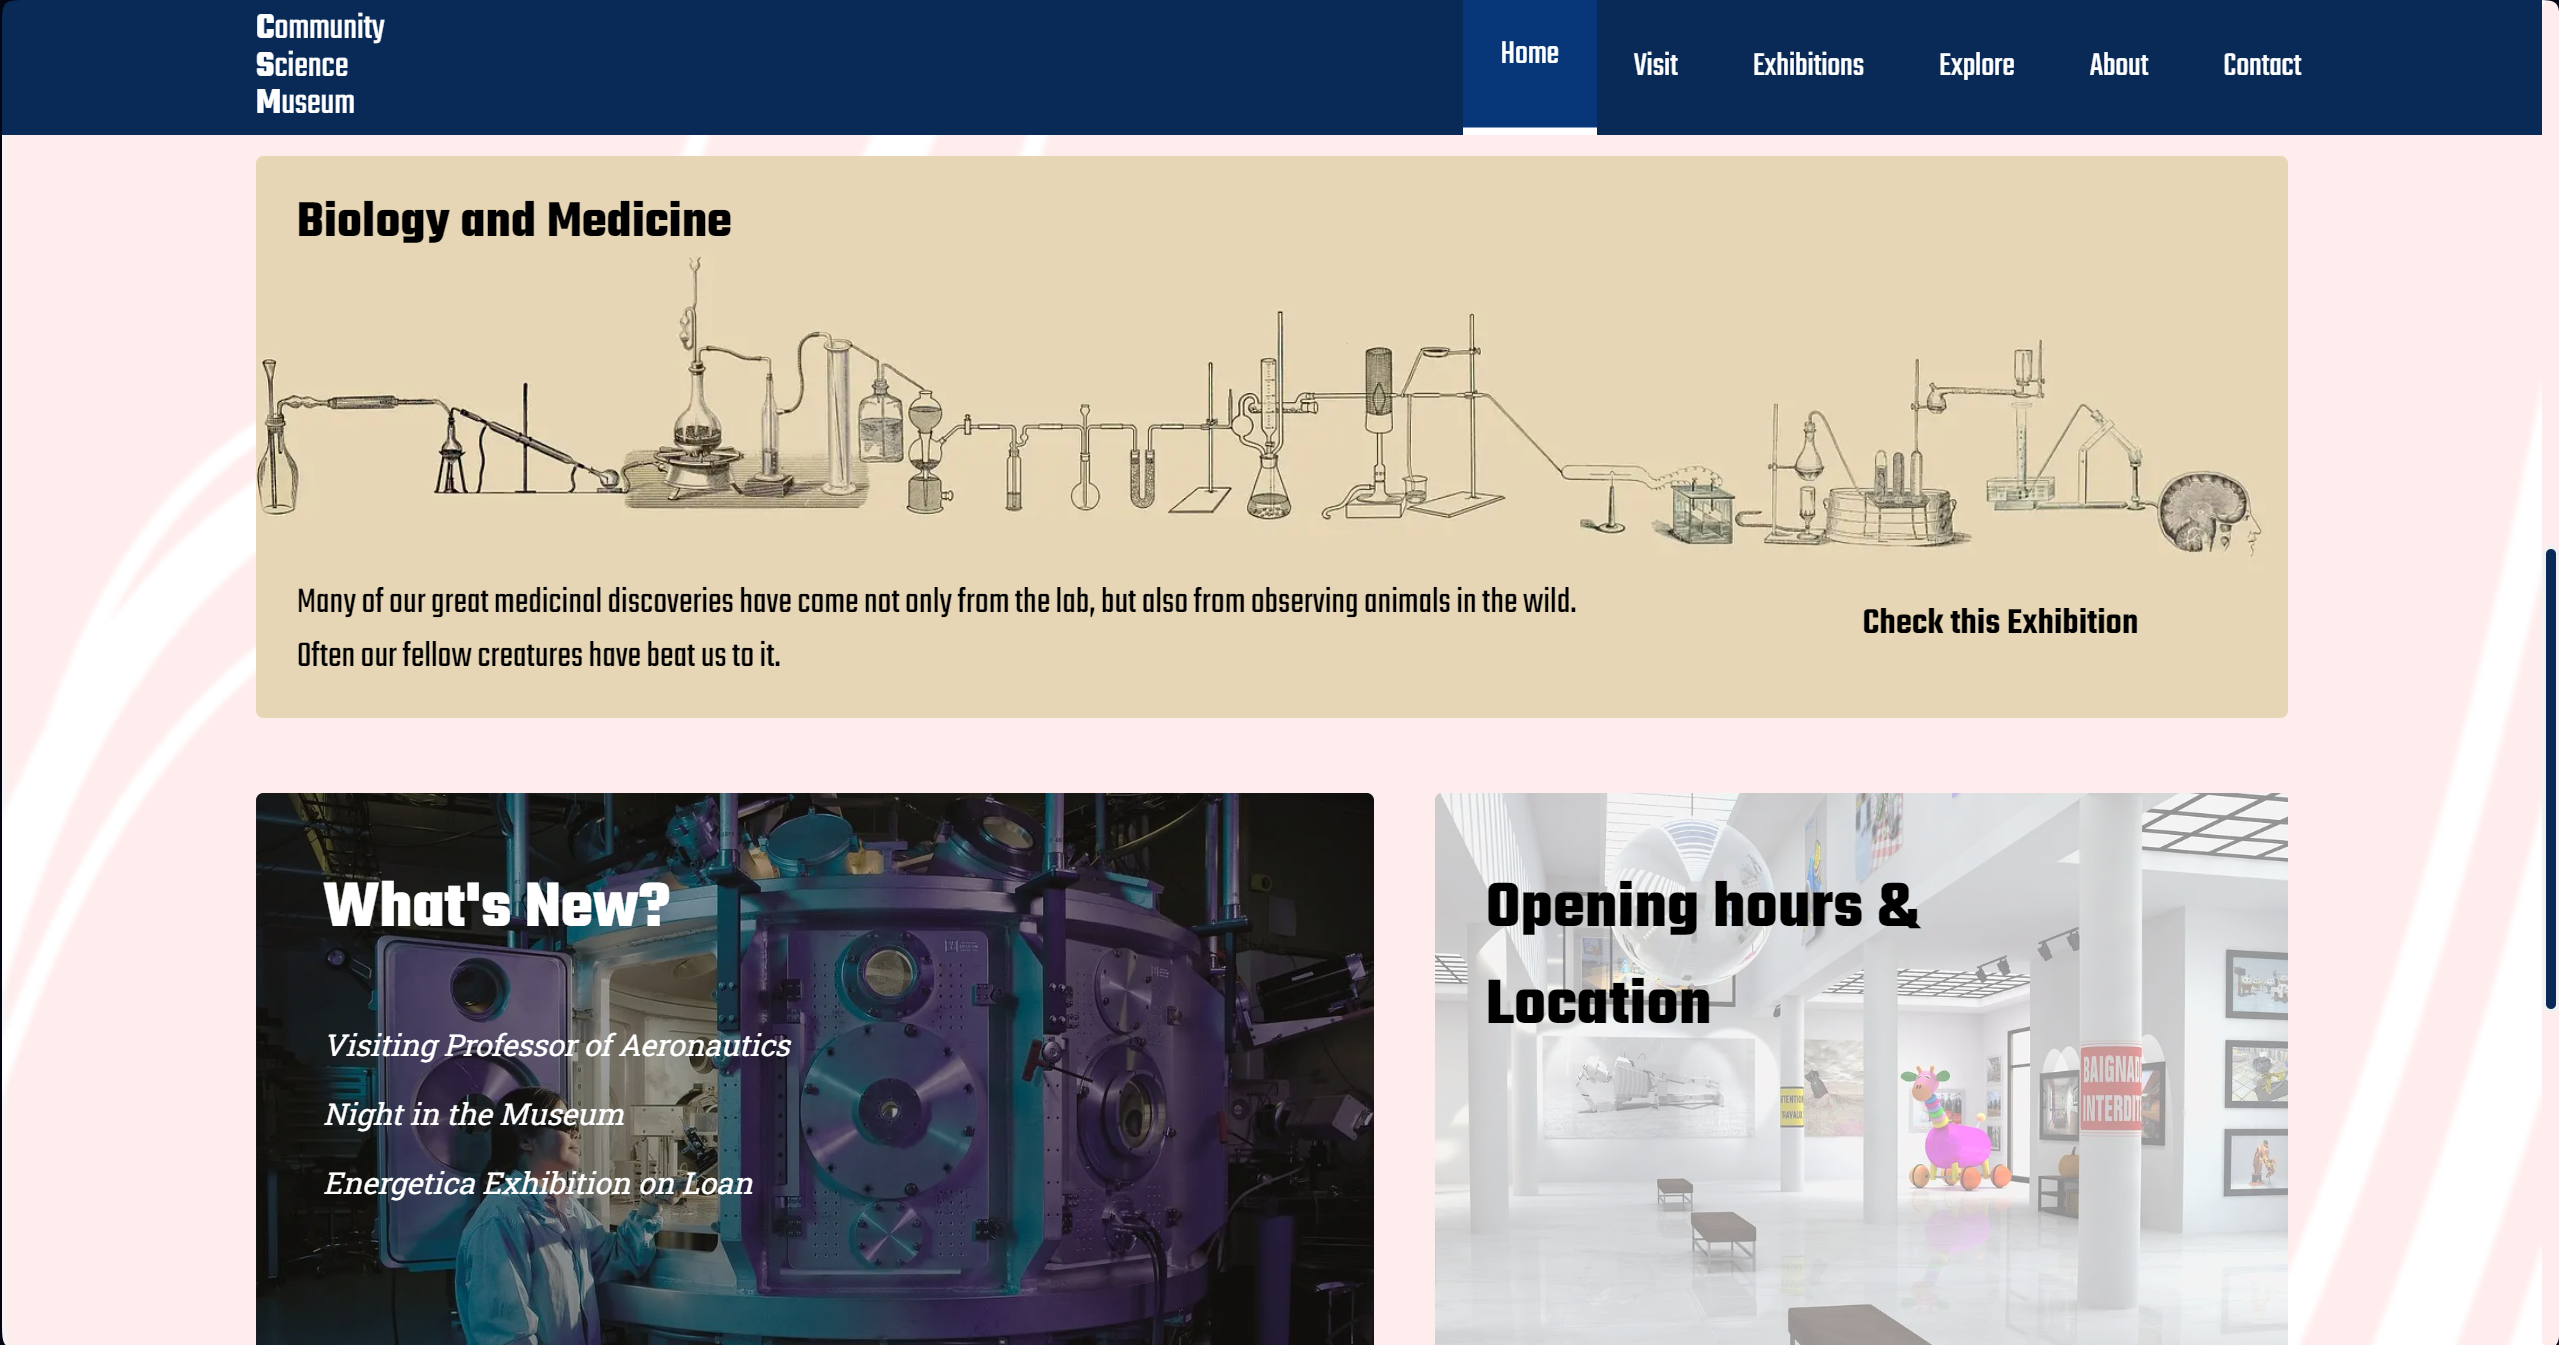 Community
Science
Museum
Home
Visit
Exhibitions
Explore
About
Contact
Biology and Medicine
Many of our great medicinal discoveries have come not only from the lab, but also from observing animals in the wild.
Often our fellow creatures have beat us to it.
Check this Exhibition
What's New?
Visiting Professor of Aeronautics
Night in the Museum
Energetica Exhibition on Loan
Opening hours &
Location
BAIGNAD
INTERDIT